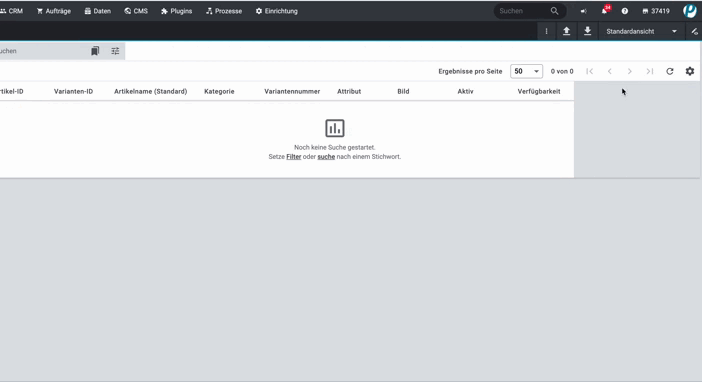 CRM Aufträge Daten CMS Plugins Prozesse Einrichtung Suchen 37419
Standardansicht
uchen
Ergebnisse pro Seite 50 0 von 0
rtikel-ID Varianten-ID Artikelname (Standard) Kategorie Variantennummer Attribut Bild Aktiv Verfügbarkeit
Noch keine Suche gestartet.
Setze Filter oder suche nach einem Stichwort.